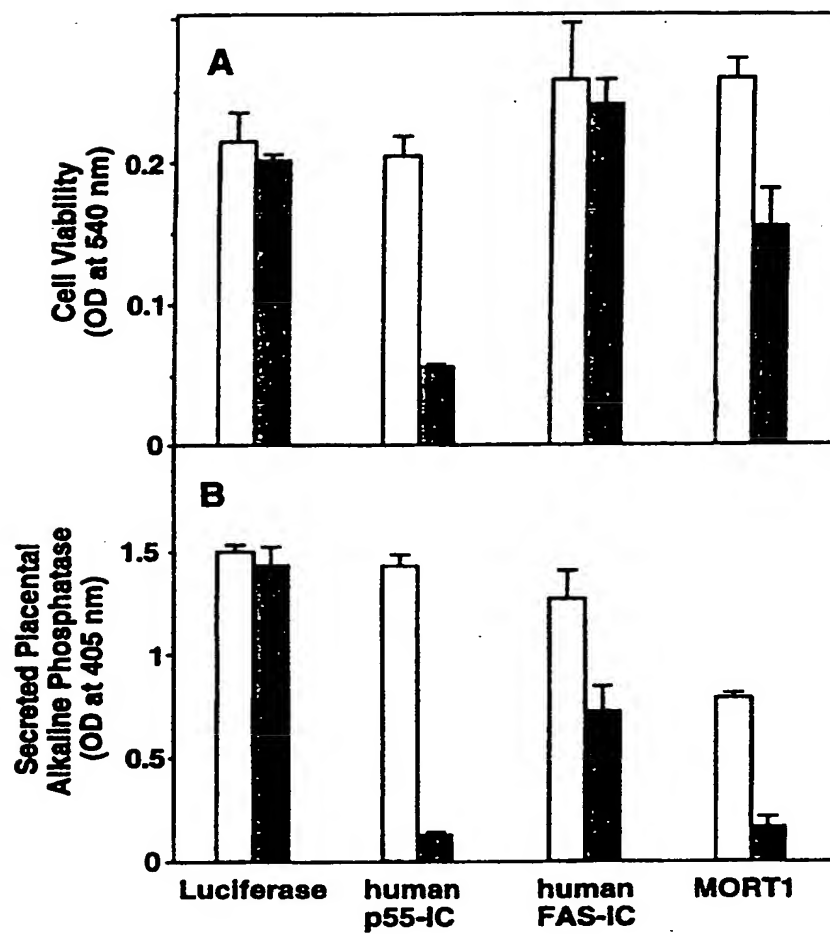 A
Cell Viability
(OD at 540 nm)
0.2
0.1
0
B
Secreted Placental
Alkaline Phosphatase
(OD at 405 nm)
1.5
1
0.5
0
Luciferase
human
p55-IC
human
FAS-IC
MORT1